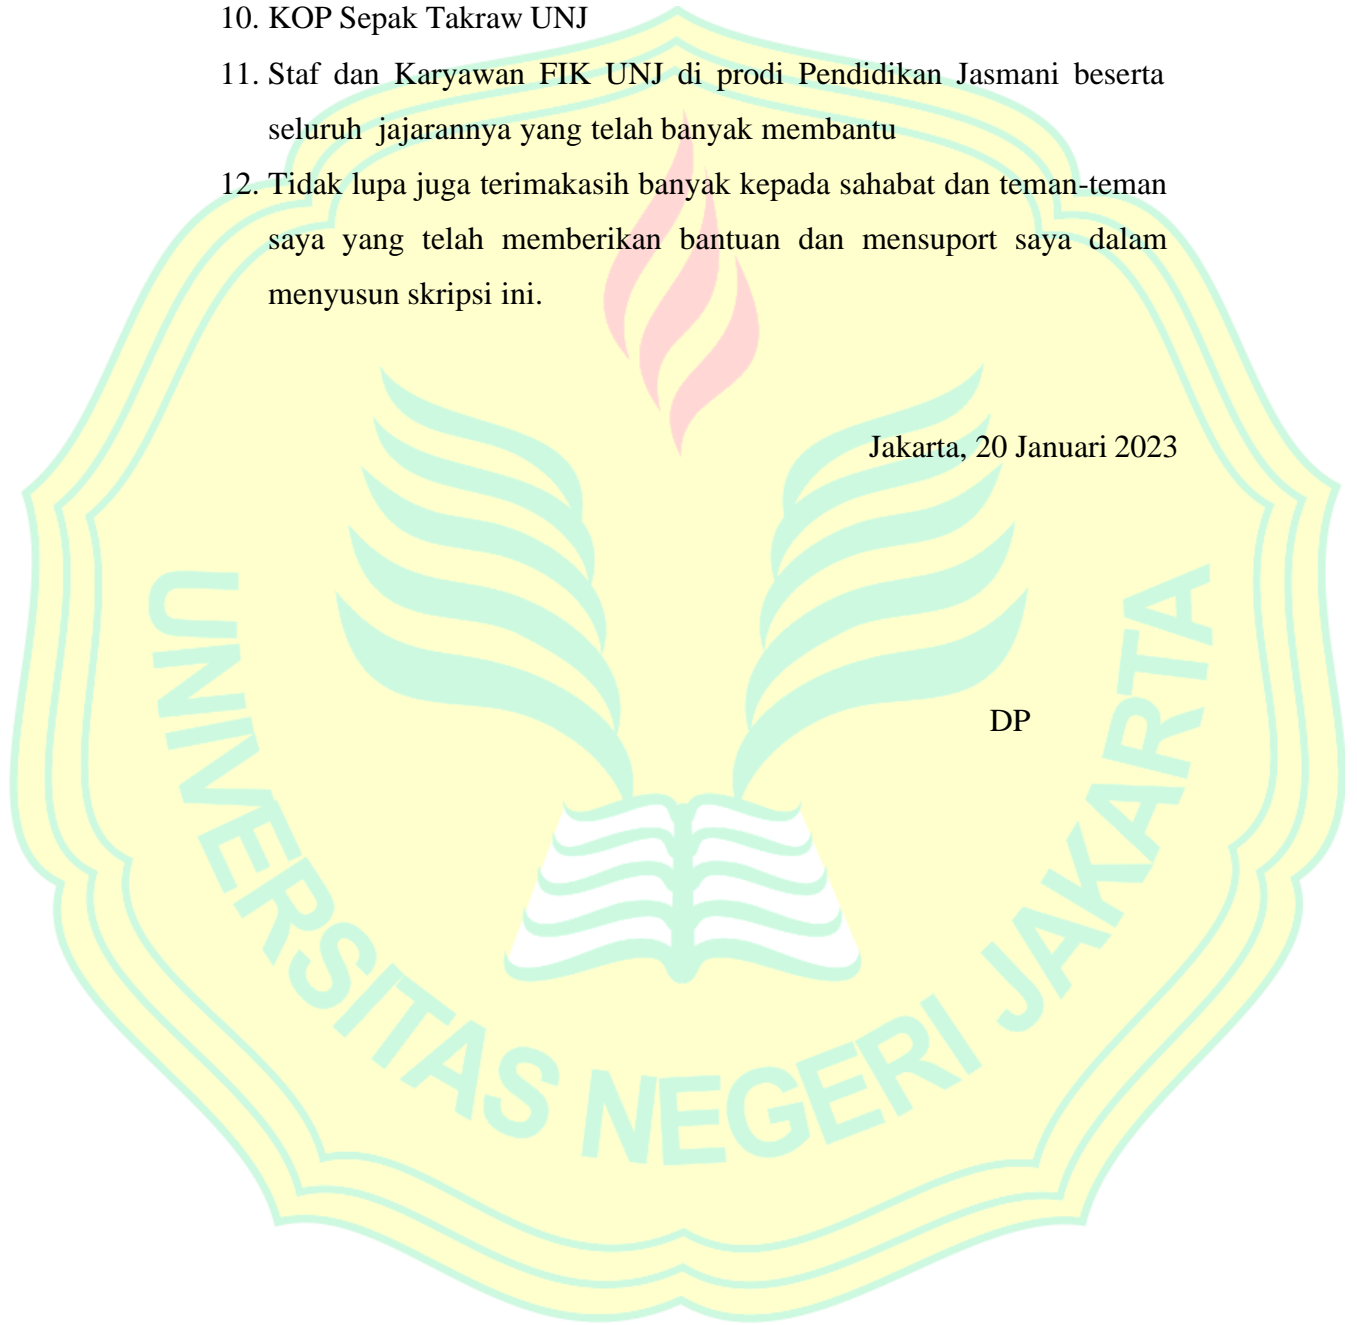 10. KOP Sepak Takraw UNJ
11. Staf dan Karyawan FIK UNJ di prodi Pendidikan Jasmani beserta
seluruh jajarannya yang telah banyak membantu
12. Tidak lupa juga terimakasih banyak kepada sahabat dan teman-teman
saya yang telah memberikan bantuan dan mensuport saya dalam
menyusun skripsi ini.
Jakarta, 20 Januari 2023
DP
UNIVERSITAS NEGERI JAKARTA